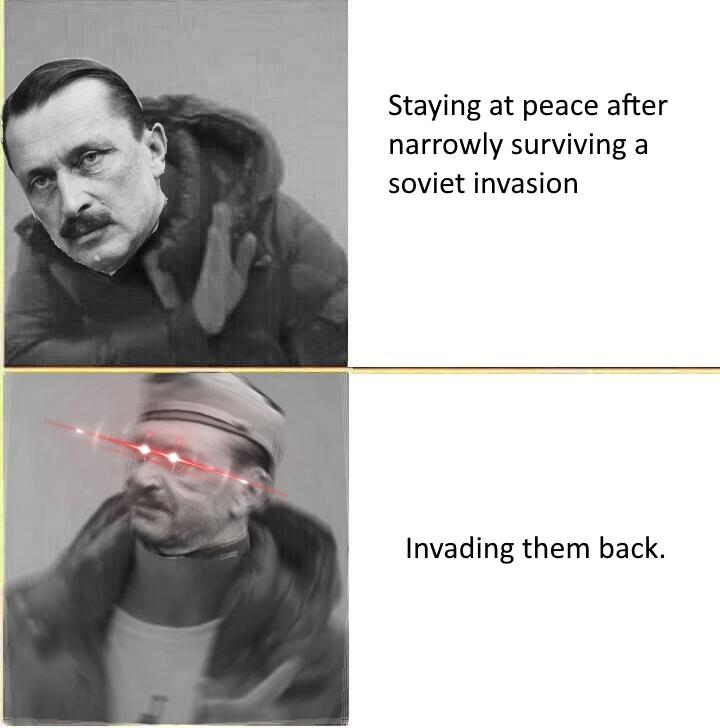 Staying at peace after
narrowly surviving a
soviet invasion
Invading them back.